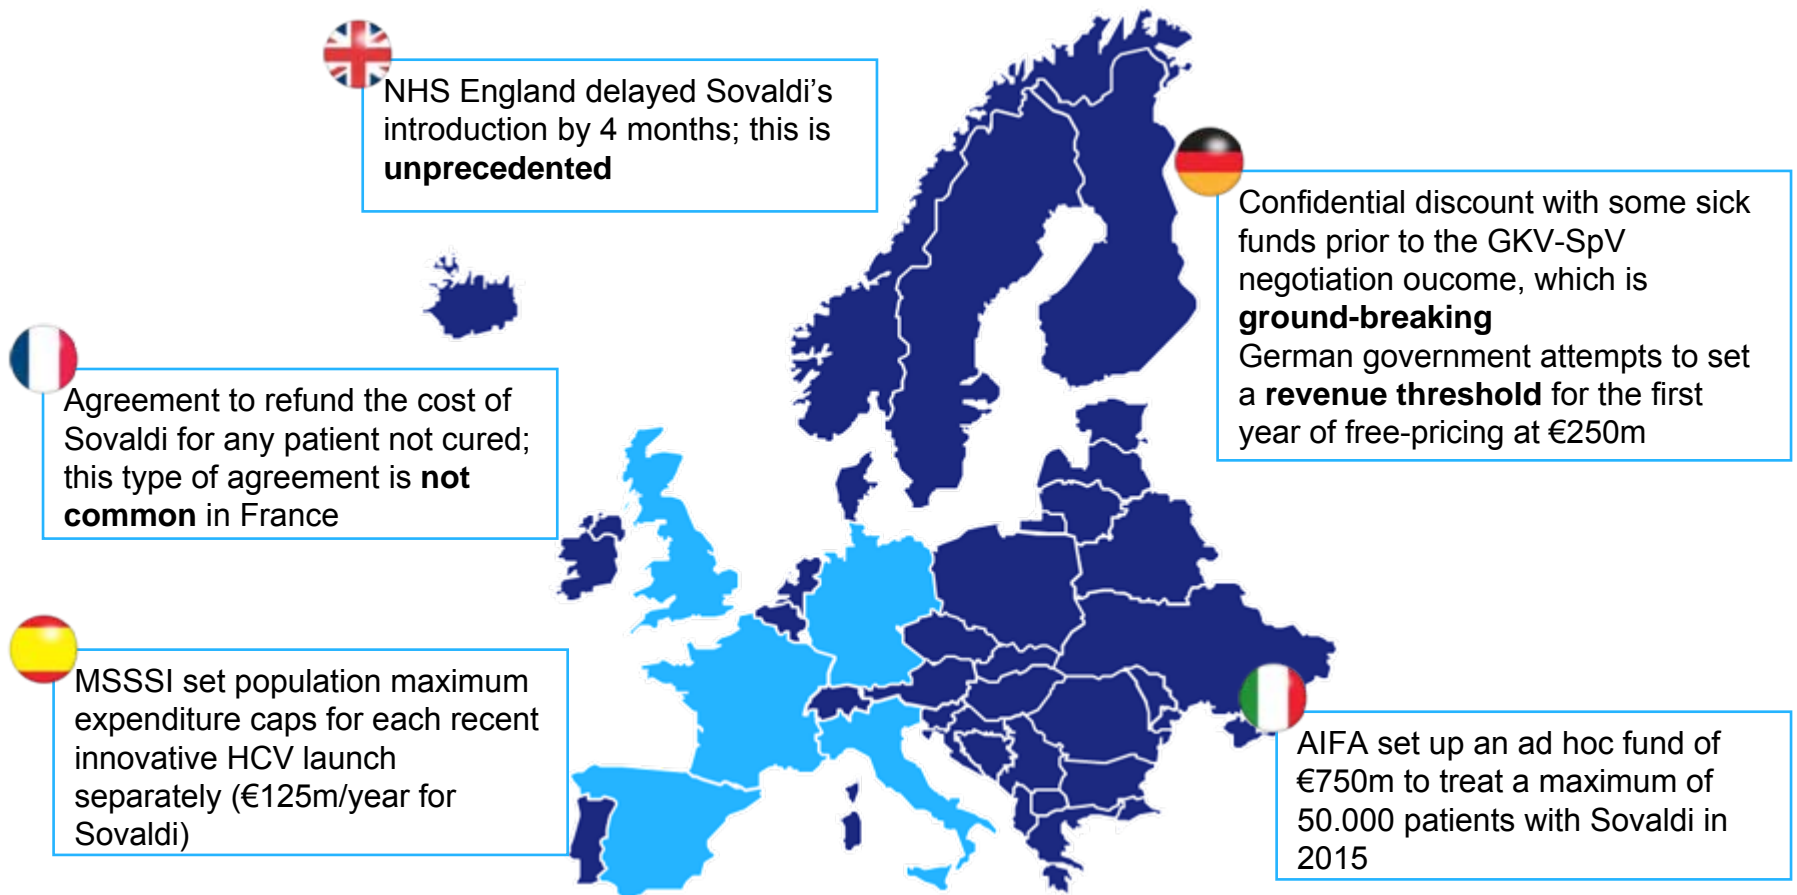 NHS England delayed Sovaldi’s
introduction by 4 months; this is
unprecedented
Confidential discount with some sick
funds prior to the GKV-SpV
negotiation oucome, which is
ground-breaking
German government attempts to set
a revenue threshold for the first
year of free-pricing at €250m
Agreement to refund the cost of
Sovaldi for any patient not cured;
this type of agreement is not
common in France
MSSSI set population maximum
expenditure caps for each recent
innovative HCV launch
separately (€125m/year for
Sovaldi)
AIFA set up an ad hoc fund of
€750m to treat a maximum of
50.000 patients with Sovaldi in
2015